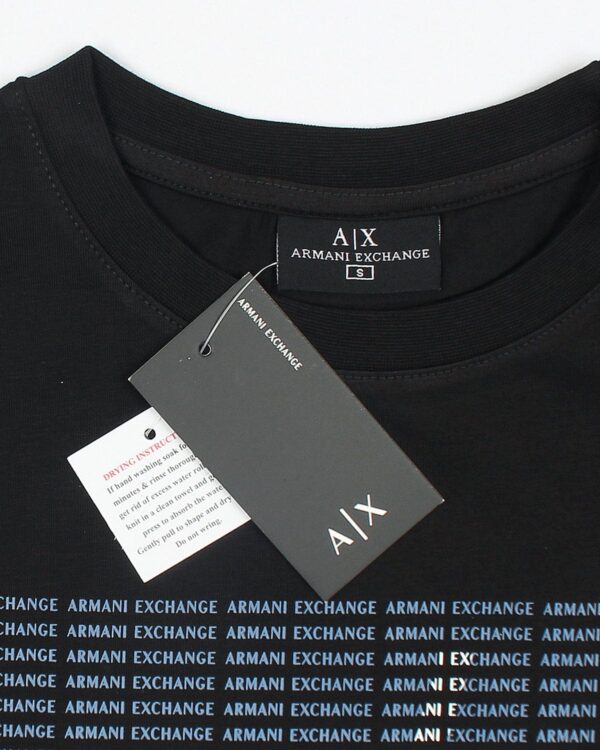 A|X
ARMANI EXCHANGE
S
ARMANI EXCHANGE
A|X
DRYING INSTRUCT
If hand washing soak fo
minutes & rinse thoroug
get rid of excess water rol
knit in a clean towel and g
press to absorb the wate
Gently pull to shape and dry
Do not wring.
CHANGE ARMANI EXCHANGE ARMANI EXCHANGE ARMANI EXCHANGE ARMANI
CHANGE ARMANI EXCHANGE ARMANI EXCHANGE ARMANI EXCHANGE ARMANI
CHANGE ARMANI EXCHANGE ARMANI EXCHANGE ARMANI EXCHANGE ARMANI
CHANGE ARMANI EXCHANGE ARMANI EXCHANGE ARMANI EXCHANGE ARMANI
CHANGE ARMANI EXCHANGE ARMANI EXCHANGE ARMANI EXCHANGE ARMANI
CHANGE ARMANI EXCHANGE ARMANI EXCHANGE ARMANI EXCHANGE ARMANI